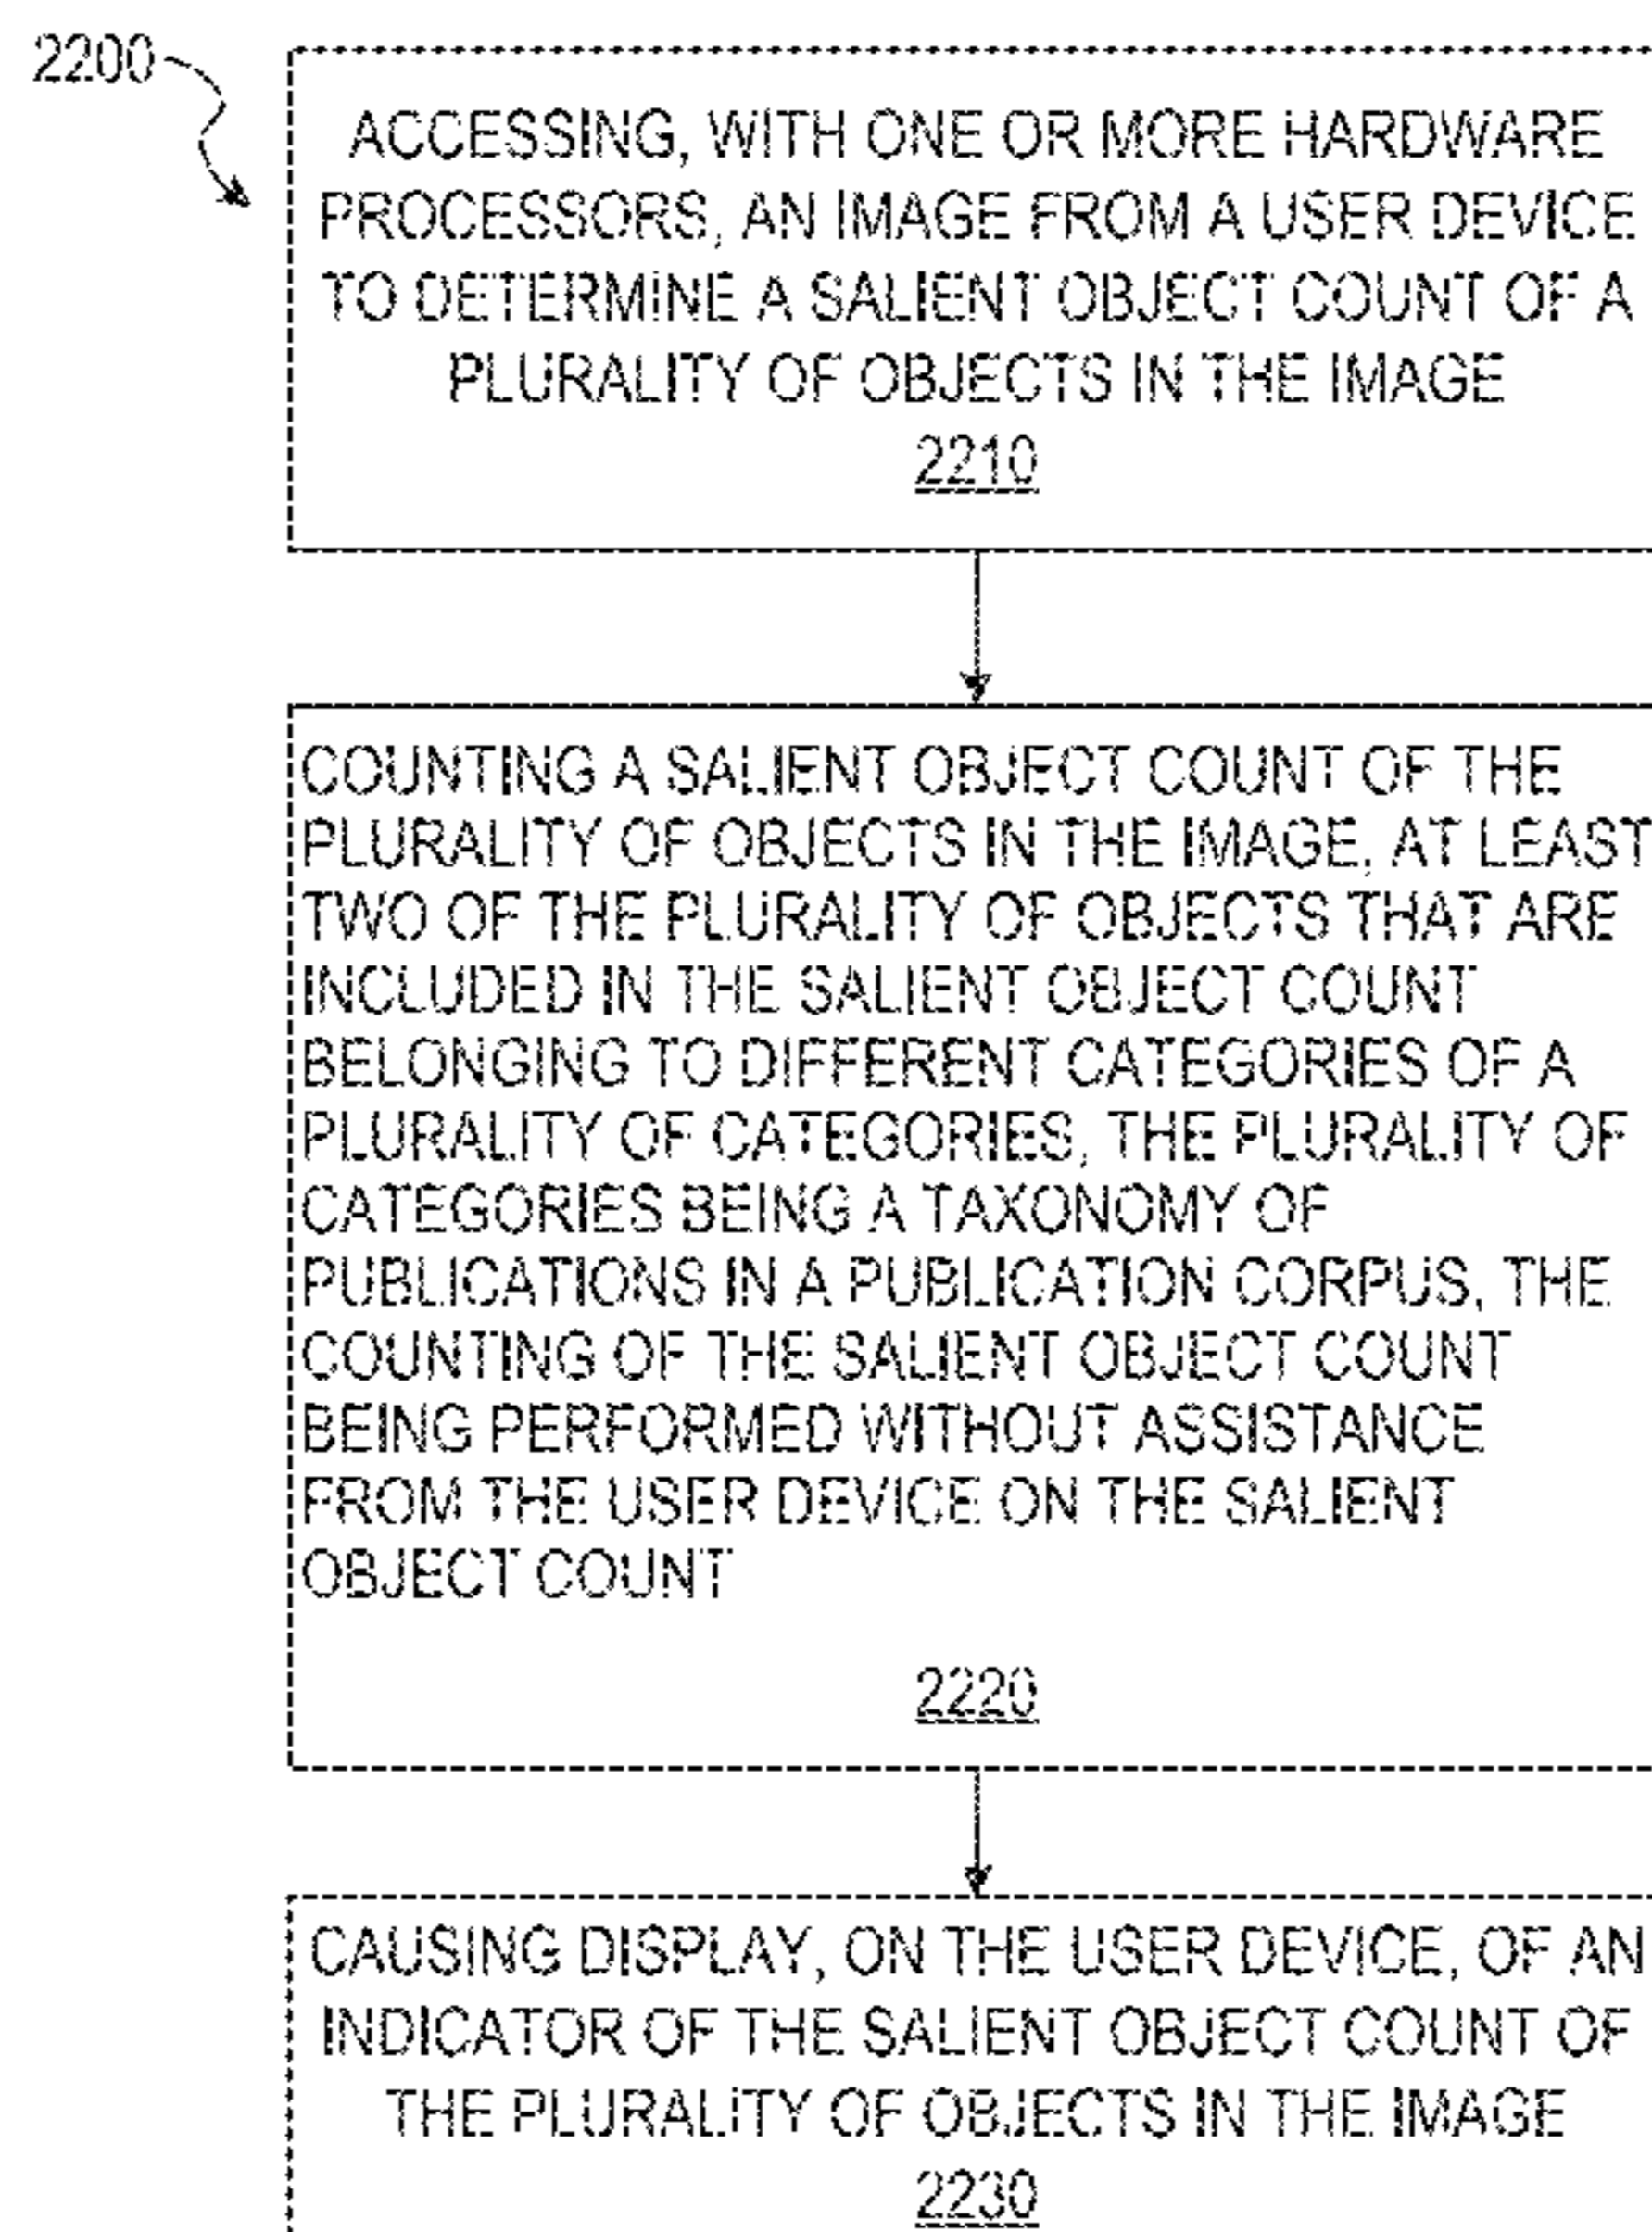 2200
ACCESSING, WITH ONE OR MORE HARDWARE
PROCESSORS, AN IMAGE FROM A USER DEVICE
TO DETERMINE A SALIENT OBJECT COUNT OF A
PLURALITY OF OBJECTS IN THE IMAGE
2210
COUNTING A SALIENT OBJECT COUNT OF THE
PLURALITY OF OBJECTS IN THE IMAGE, AT LEAST
TWO OF THE PLURALITY OF OBJECTS THAT ARE
INCLUDED IN THE SALIENT OBJECT COUNT
BELONGING TO DIFFERENT CATEGORIES OF A
PLURALITY OF CATEGORIES, THE PLURALITY OF
CATEGORIES BEING A TAXONOMY OF
PUBLICATIONS IN A PUBLICATION CORPUS, THE
COUNTING OF THE SALIENT OBJECT COUNT
BEING PERFORMED WITHOUT ASSISTANCE
FROM THE USER DEVICE ON THE SALIENT
OBJECT COUNT
2220
CAUSING DISPLAY, ON THE USER DEVICE, OF AN
INDICATOR OF THE SALIENT OBJECT COUNT OF
THE PLURALITY OF OBJECTS IN THE IMAGE
2230